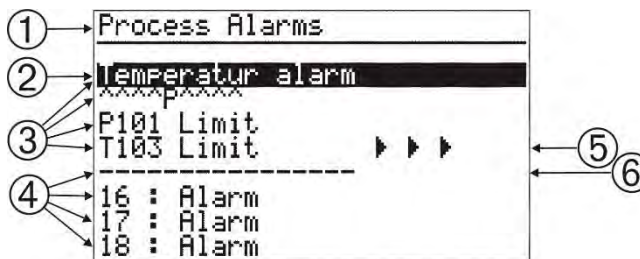 ① Process Alarms
② Temperatur alarm
^^^^p^^^^
③ P101 Limit
T103 Limit ▶ ▶ ▶ ⑤
-------------------- ⑥
④ 16 : Alarm
17 : Alarm
18 : Alarm